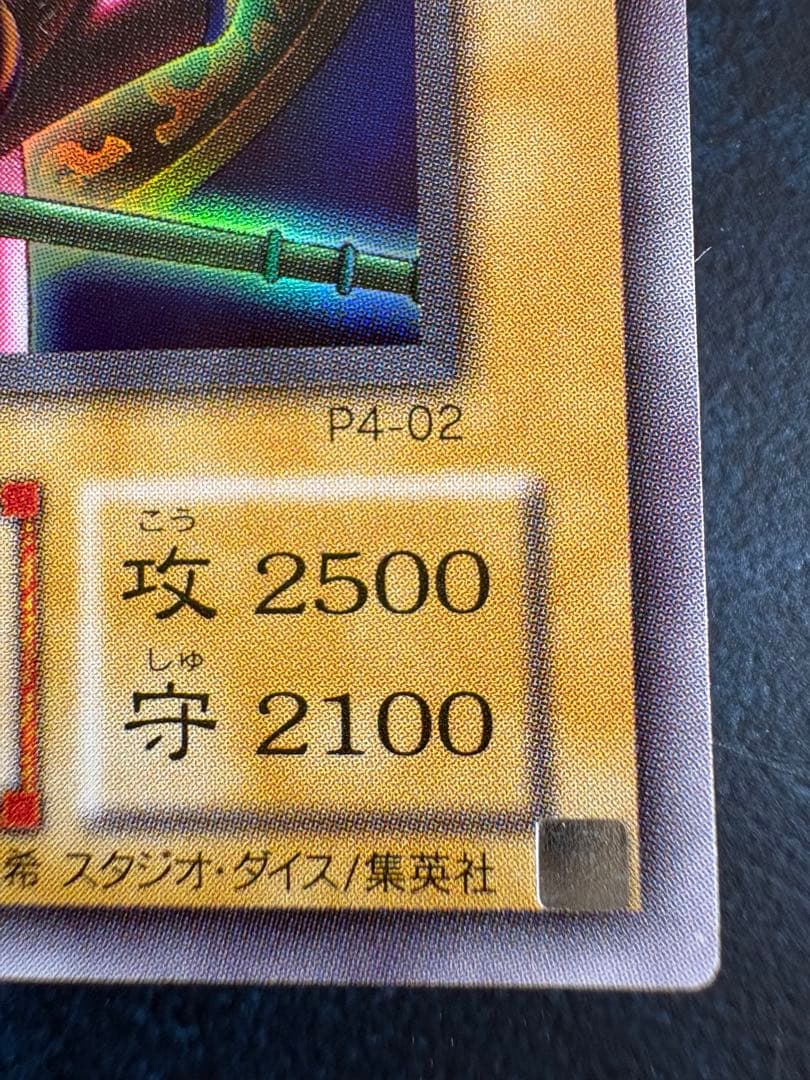 P4-02
こう
攻 2500
しゅ
守 2100
希 スタジオ・ダイス/集英社